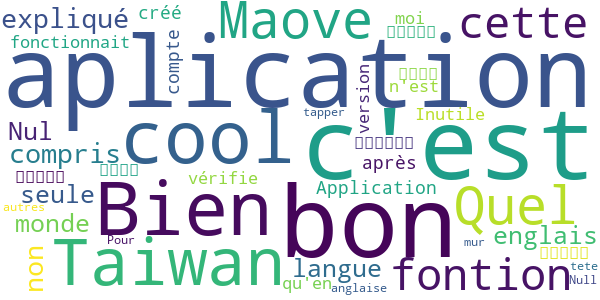 expliqué
créé
Maove
moi
cette
fonctionnait
compte
aplication
n'est
version
tapper
Nul
cool
c'est
Inutile
compris
après
seule
vérifie
Application
Bien
bon
Quel
autres
monde
Pour
Taiwan
mur
englais
non
langue
fontion
tete
qu'en
anglaise
Null